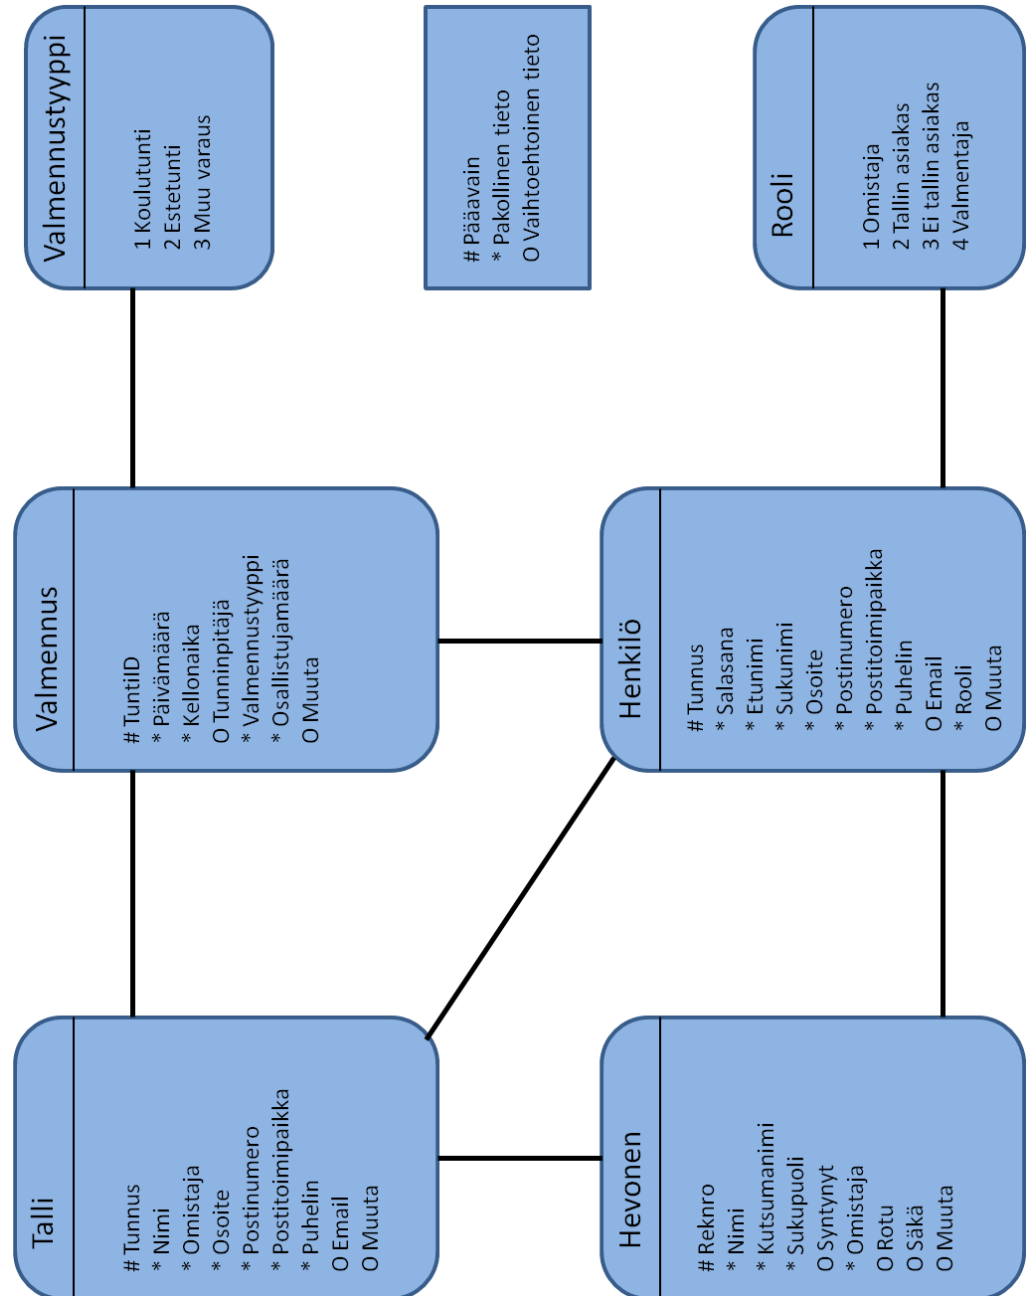 Talli
# Tunnus
* Nimi
* Omistaja
* Osoite
* Postinumero
* Postitoimipaikka
* Puhelin
O Email
O Muuta
Valmennus
# TuntiID
* Päivämäärä
* Kellonaika
O Tunninpitäjä
* Valmennustyyppi
* Osallistujamäärä
O Muuta
Valmennustyyppi
1 Koulutunti
2 Estetunti
3 Muu varaus
# Pääavain
* Pakollinen tieto
O Vaihtoehtoinen tieto
Hevonen
# Reknro
* Nimi
* Kutsumanimi
* Sukupuoli
O Syntynyt
* Omistaja
O Rotu
O Säkä
O Muuta
Henkilö
# Tunnus
* Salasana
* Etunimi
* Sukunimi
* Osoite
* Postinumero
* Postitoimipaikka
* Puhelin
O Email
* Rooli
O Muuta
Rooli
1 Omistaja
2 Tallin asiakas
3 Ei tallin asiakas
4 Valmentaja